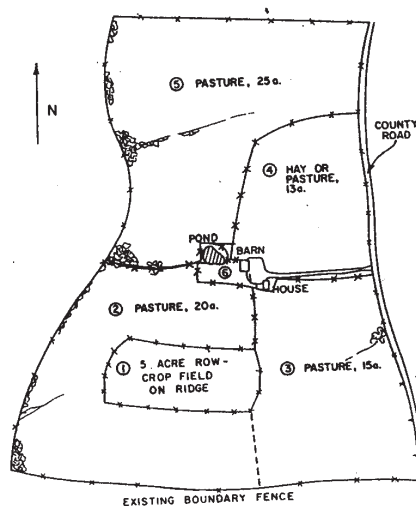 ⑤ PASTURE, 25a.
N
COUNTY
ROAD
④ HAY OR
PASTURE,
13a.
POND
BARN
⑥
HOUSE
② PASTURE, 20a.
① 5 ACRE ROW-
CROP FIELD
ON RIDGE
③ PASTURE, 15a.
EXISTING BOUNDARY FENCE